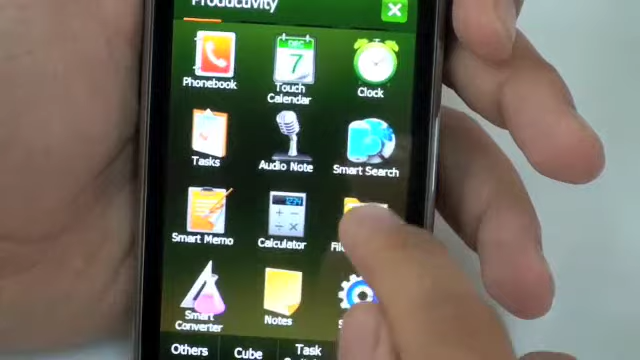 Productivity
Phonebook
DEC
7
Touch
Calendar
Clock
Tasks
Audio Note
Smart Search
Smart Memo
1234
Calculator
Smart
Converter
Notes
Others
Cube
Task